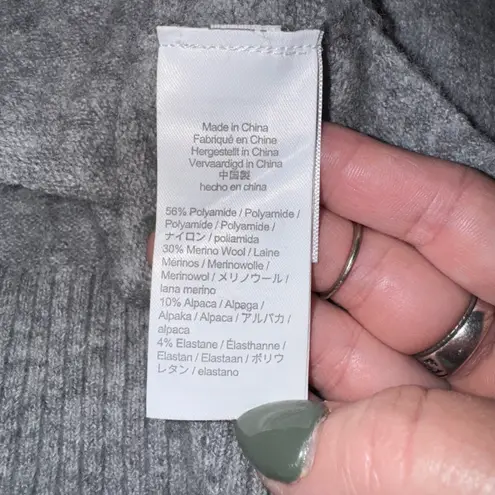 Made in China
Fabriqué en Chine
Hergestellt in China
Vervaardigd in China
中国製
hecho en china
56% Polyamide / Polyamide /
Polyamide / Polyamide /
ナイロン / poliamida
30% Merino Wool / Laine
Mérinos / Merinowolle /
Merinowol / メリノウール /
lana merino
10% Alpaca / Alpaga /
Alpaka / Alpaca / アルパカ /
alpaca
4% Elastane / Élasthanne /
Elastan / Elastaan / ポリウ
レタン / elastano